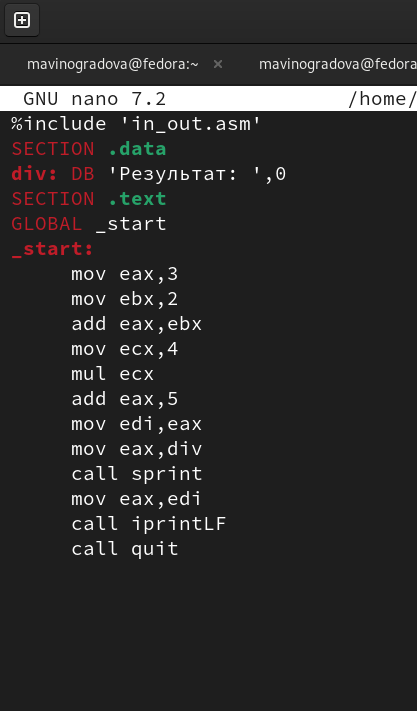 mavinogradova@fedora:~ × mavinogradova@fedora
GNU nano 7.2 /home/
%include 'in_out.asm'
SECTION .data
div: DB 'Результат: ',0
SECTION .text
GLOBAL _start
_start:
mov eax,3
mov ebx,2
add eax,ebx
mov ecx,4
mul ecx
add eax,5
mov edi,eax
mov eax,div
call sprint
mov eax,edi
call iprintLF
call quit